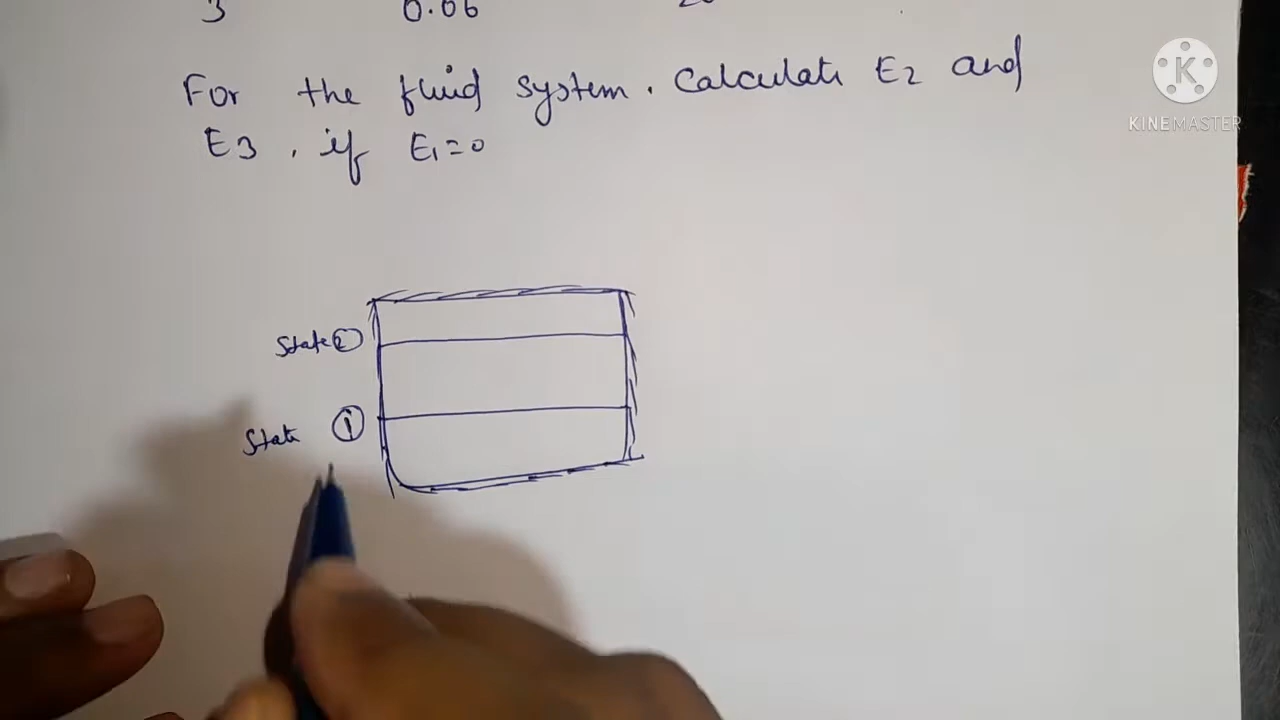 3 0.06
For the fluid system. Calculate E2 and
E3, if E1=0
State 2
State 1
KINEMASTER